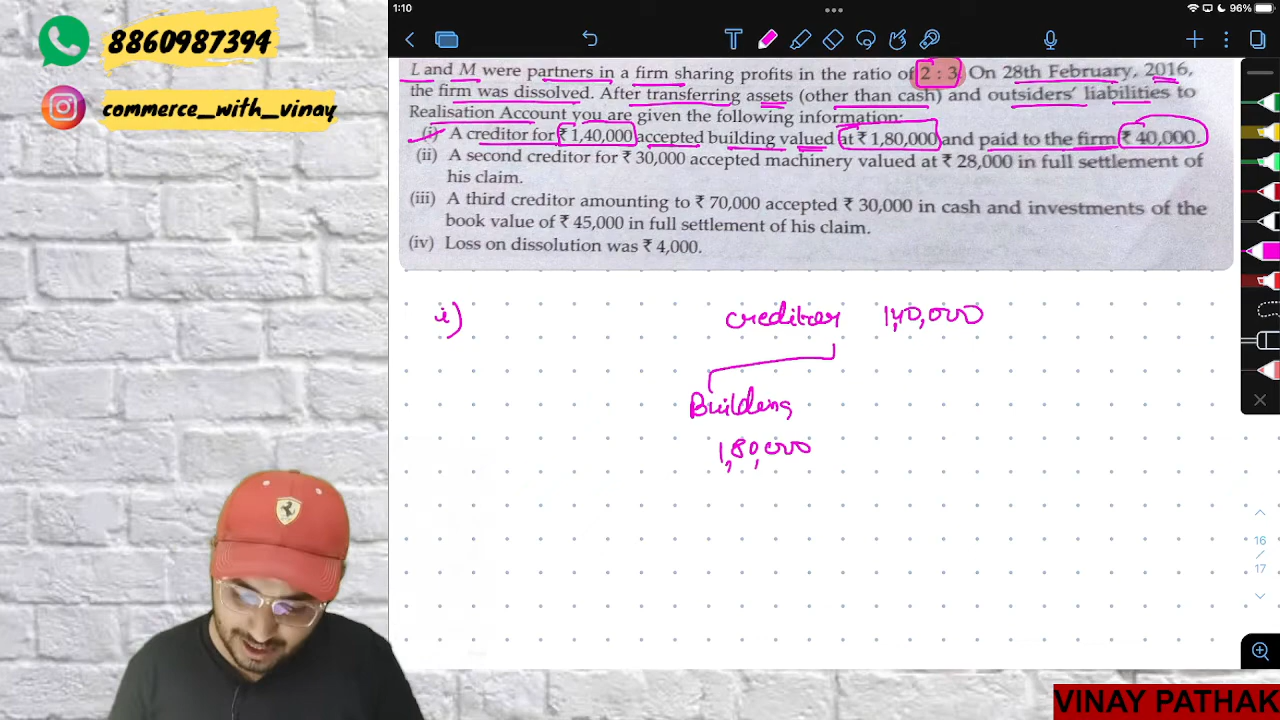 8860987394
commerce_with_vinay
1:10
96%
L and M were partners in a firm sharing profits in the ratio of 2 : 3. On 28th February, 2016,
the firm was dissolved. After transferring assets (other than cash) and outsiders' liabilities to
Realisation Account you are given the following information:
(i) A creditor for ₹ 1,40,000 accepted building valued at ₹ 1,80,000 and paid to the firm ₹ 40,000.
(ii) A second creditor for ₹ 30,000 accepted machinery valued at ₹ 28,000 in full settlement of
his claim.
(iii) A third creditor amounting to ₹ 70,000 accepted ₹ 30,000 in cash and investments of the
book value of ₹ 45,000 in full settlement of his claim.
(iv) Loss on dissolution was ₹ 4,000.
i) creditor 1,40,000
Building
1,80,000
16
17
VINAY PATHAK